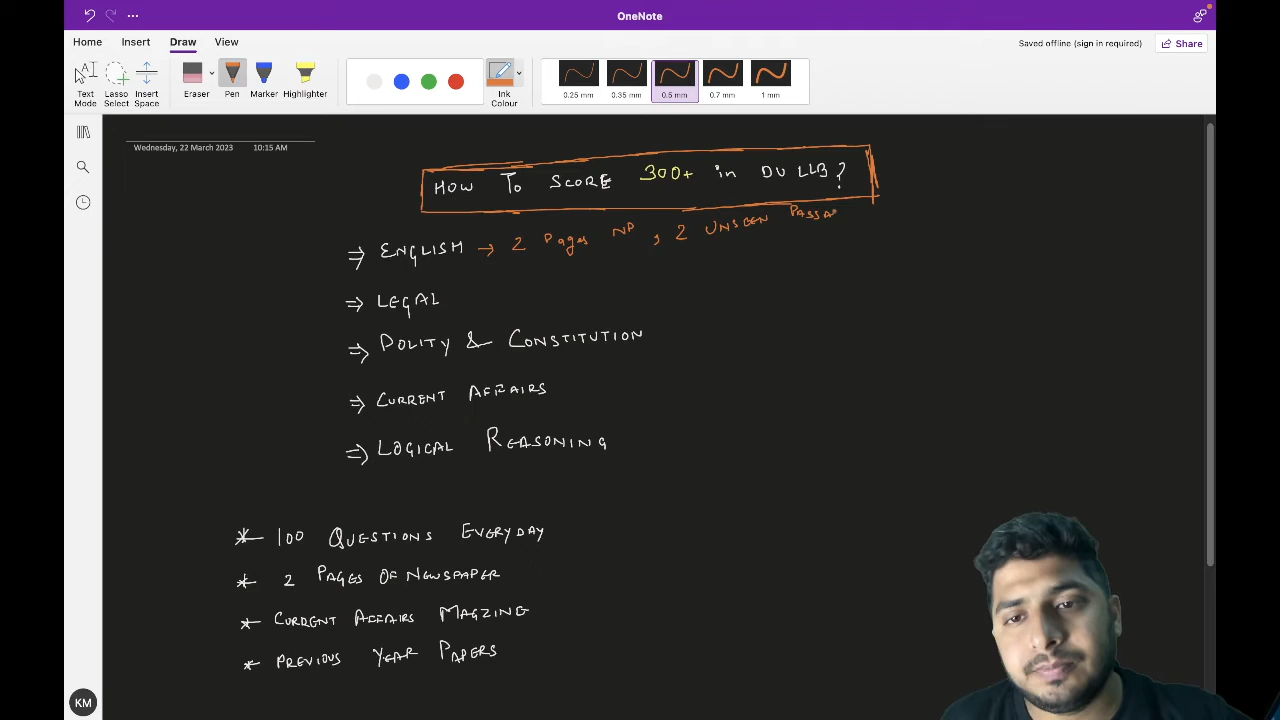 OneNote
Home Insert Draw View
Saved offline (sign in required) Share
Text Mode Lasso Select Insert Space Eraser Pen Marker Highlighter Ink Colour 0.25 mm 0.35 mm 0.5 mm 0.7 mm 1 mm
Wednesday, 22 March 2023 10:15 AM
HOW TO SCORE 300+ in DU LLB?
⇒ ENGLISH → 2 Pages NP, 2 UNSEEN PASSA
⇒ LEGAL
⇒ POLITY & CONSTITUTION
⇒ CURRENT AFFAIRS
⇒ LOGICAL REASONING
* 100 QUESTIONS EVERYDAY
* 2 PAGES OF NEWSPAPER
* CURRENT AFFAIRS MAGZINE
* PREVIOUS YEAR PAPERS
KM